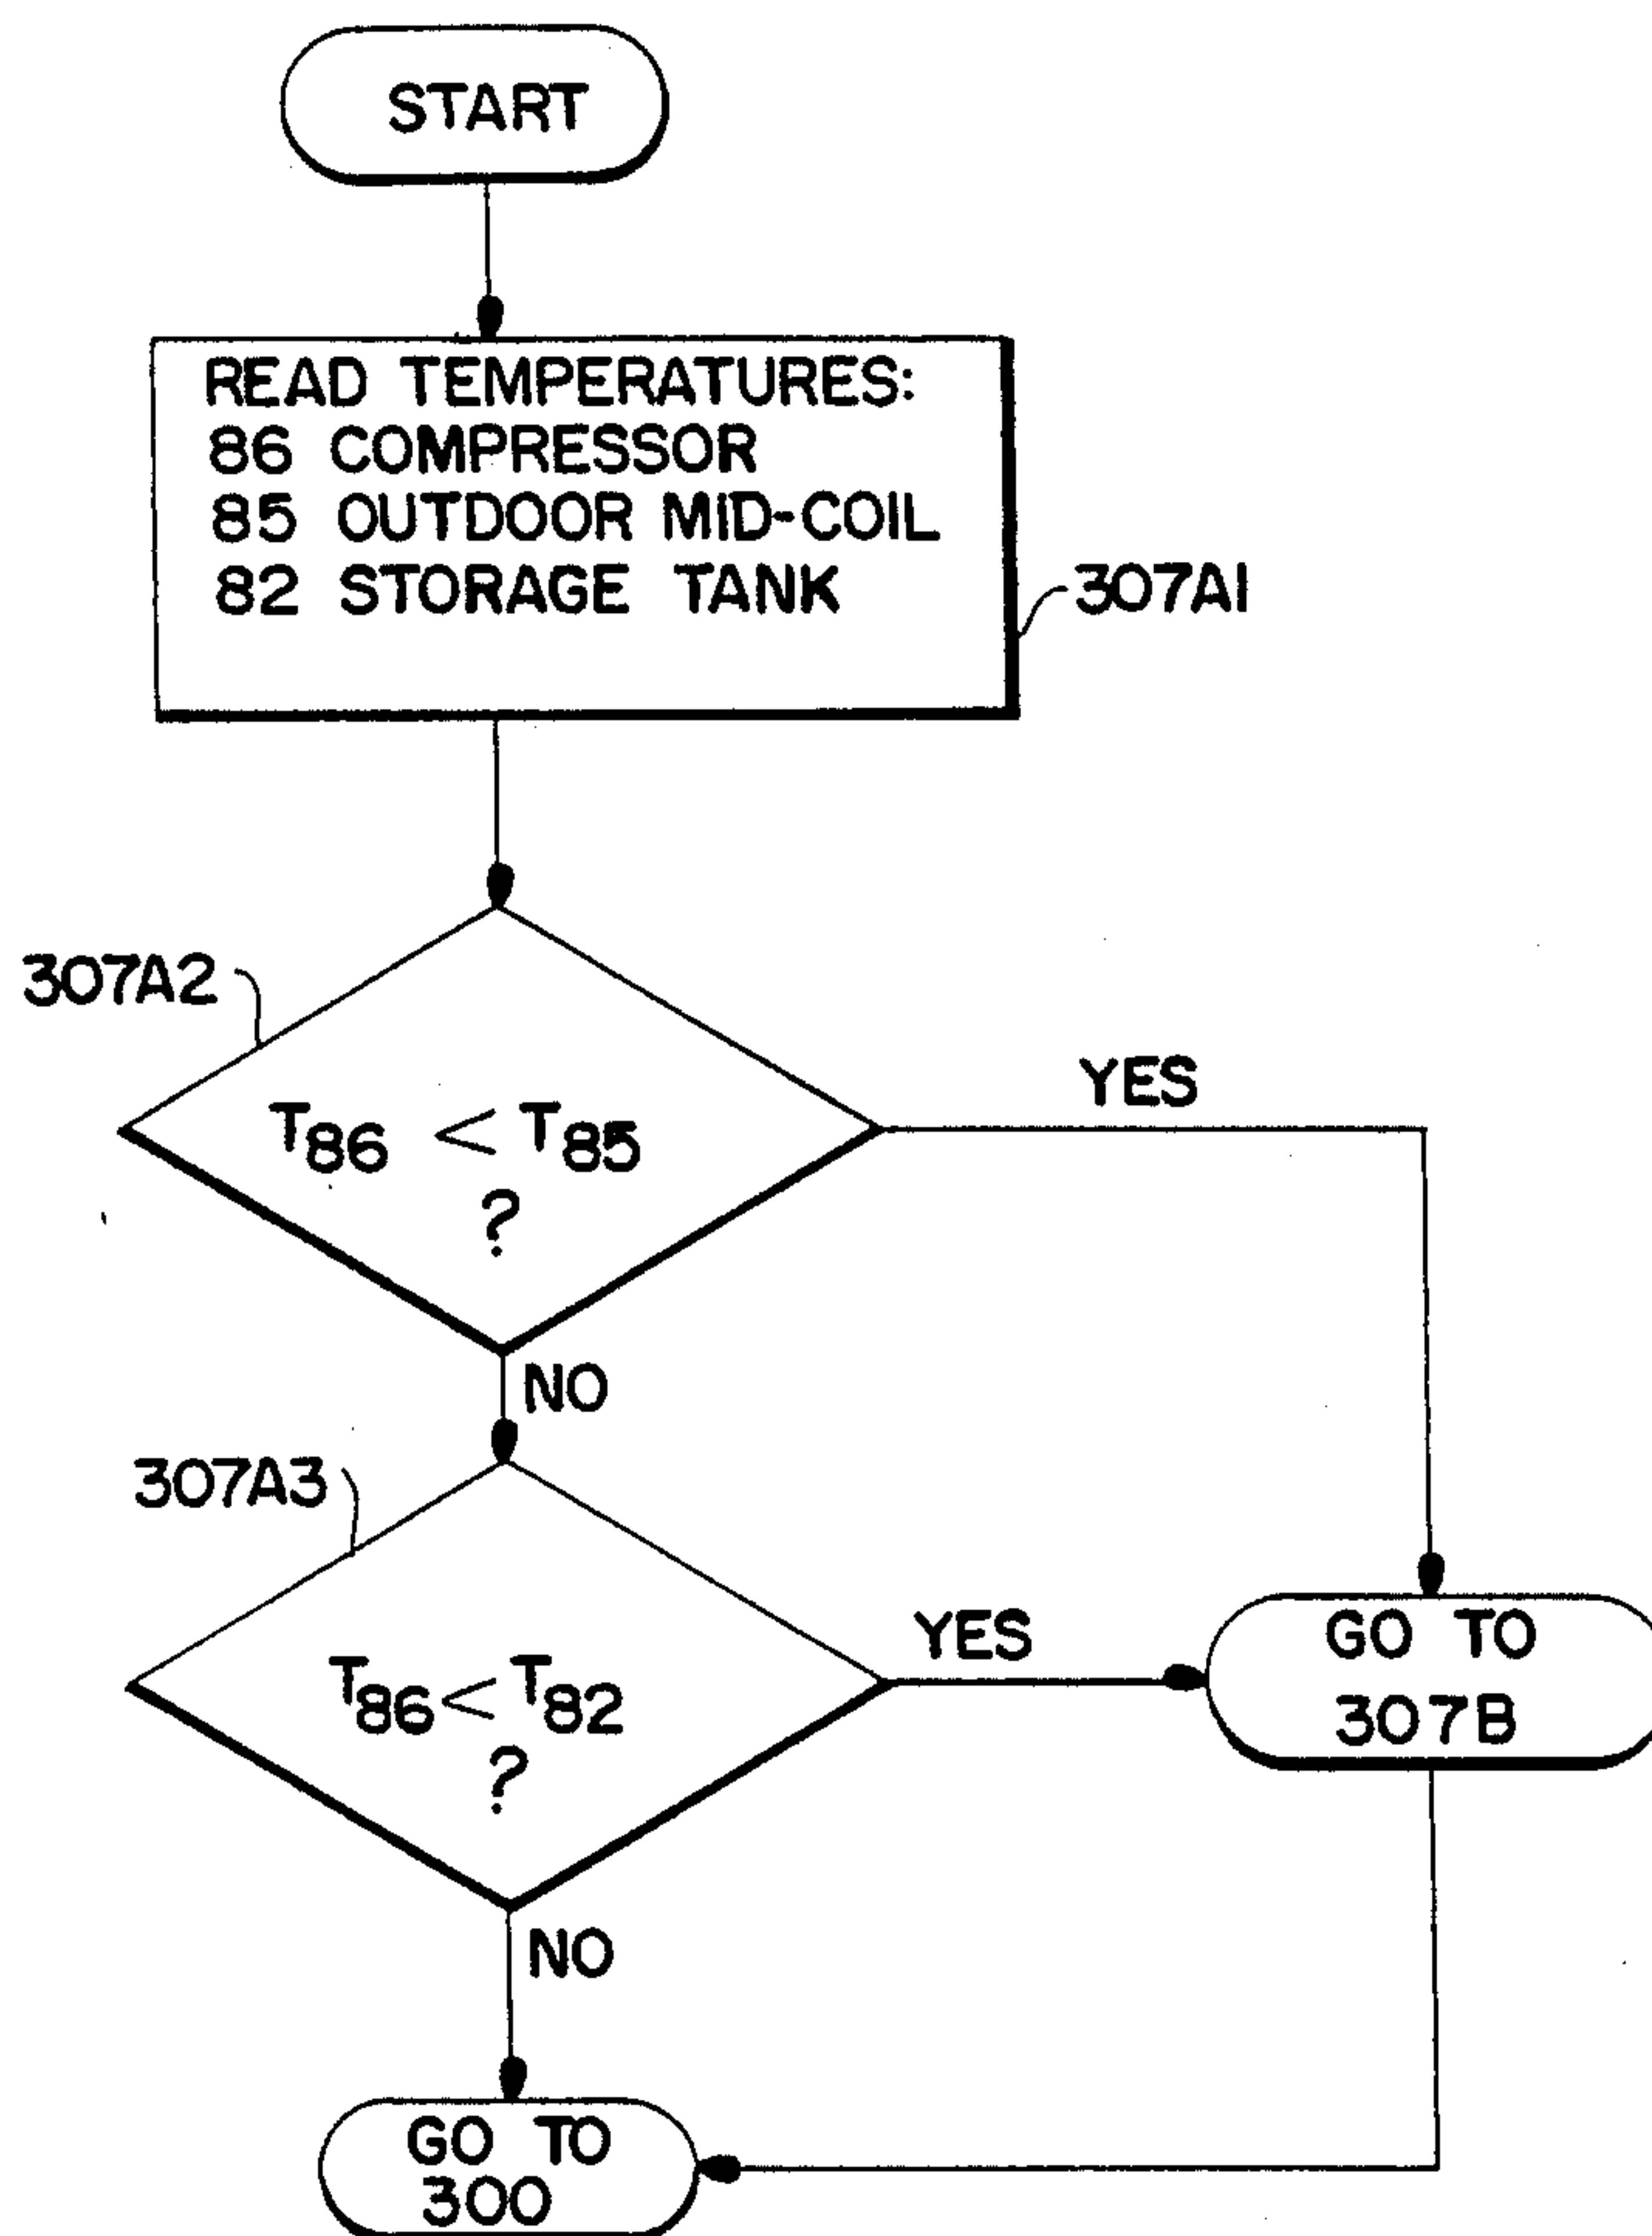 START
READ TEMPERATURES:
86 COMPRESSOR
85 OUTDOOR MID-COIL
82 STORAGE TANK
307A1
307A2
T86 < T85
?
YES
NO
307A3
T86 < T82
?
YES
GO TO
307B
NO
GO TO
300